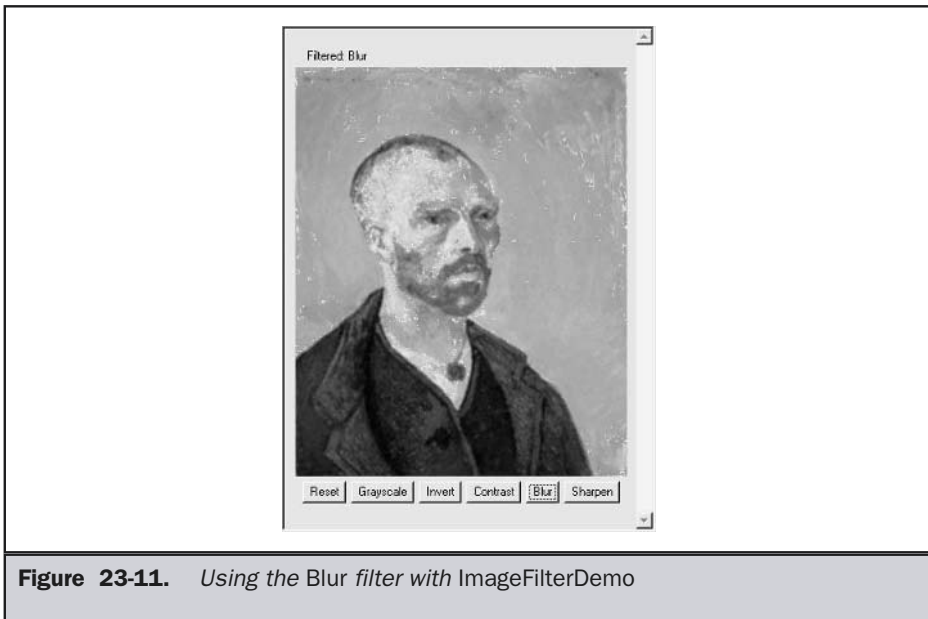 Filtered: Blur
Reset Grayscale Invert Contrast Blur Sharpen
Figure 23-11. Using the Blur filter with ImageFilterDemo